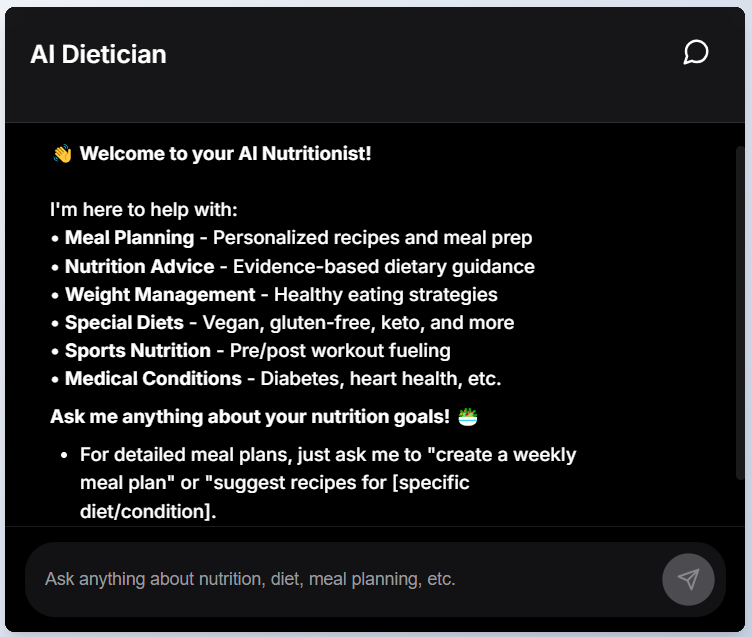 AI Dietician
👋 Welcome to your AI Nutritionist!
I'm here to help with:
• Meal Planning - Personalized recipes and meal prep
• Nutrition Advice - Evidence-based dietary guidance
• Weight Management - Healthy eating strategies
• Special Diets - Vegan, gluten-free, keto, and more
• Sports Nutrition - Pre/post workout fueling
• Medical Conditions - Diabetes, heart health, etc.
Ask me anything about your nutrition goals! 🥗
• For detailed meal plans, just ask me to "create a weekly
meal plan" or "suggest recipes for [specific
diet/condition].
Ask anything about nutrition, diet, meal planning, etc.